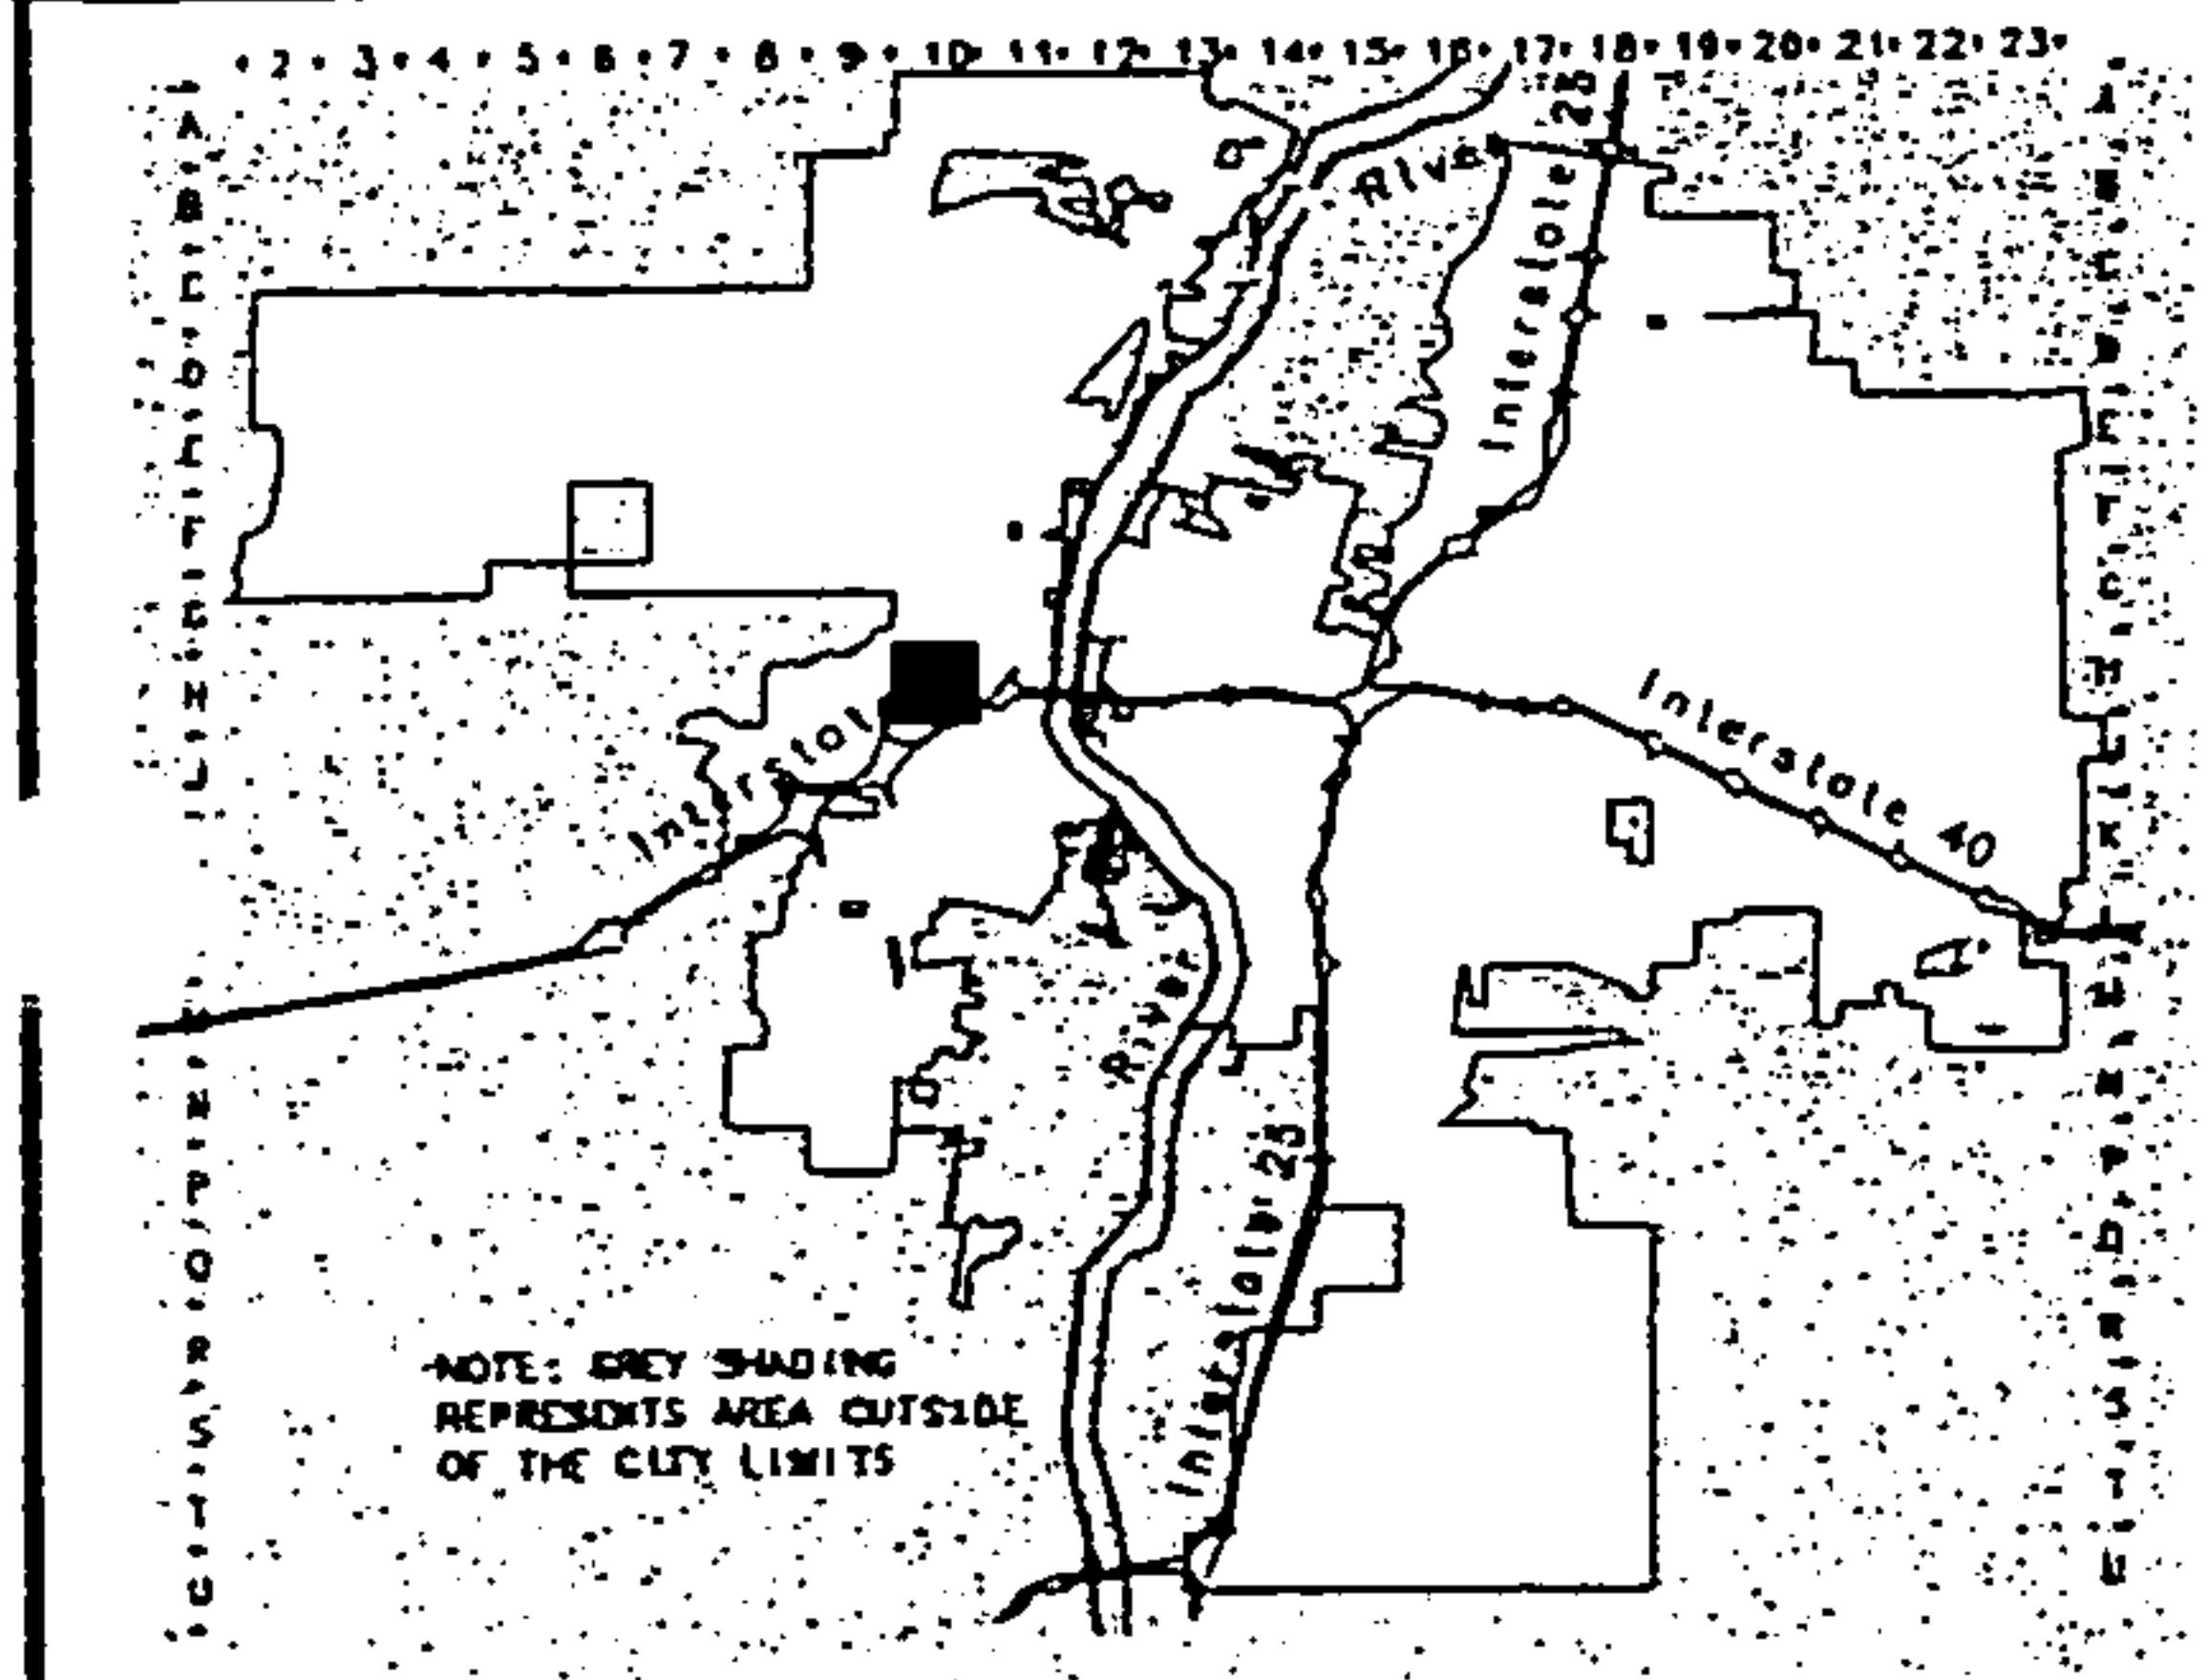 2 3 4 5 6 7 8 9 10 11 12 13 14 15 16 17 18 19 20 21 22 23
A
B
C
D
E
F
G
H
J
N
P
Q
R
S
T
U
A
B
C
D
E
F
G
H
J
K
L
M
N
P
Q
R
S
T
U
River
Interstate 25
Interstate 40
Interstat
River
Interstate 25
NOTE: GREY SHADING
REPRESENTS AREA OUTSIDE
OF THE CITY LIMITS